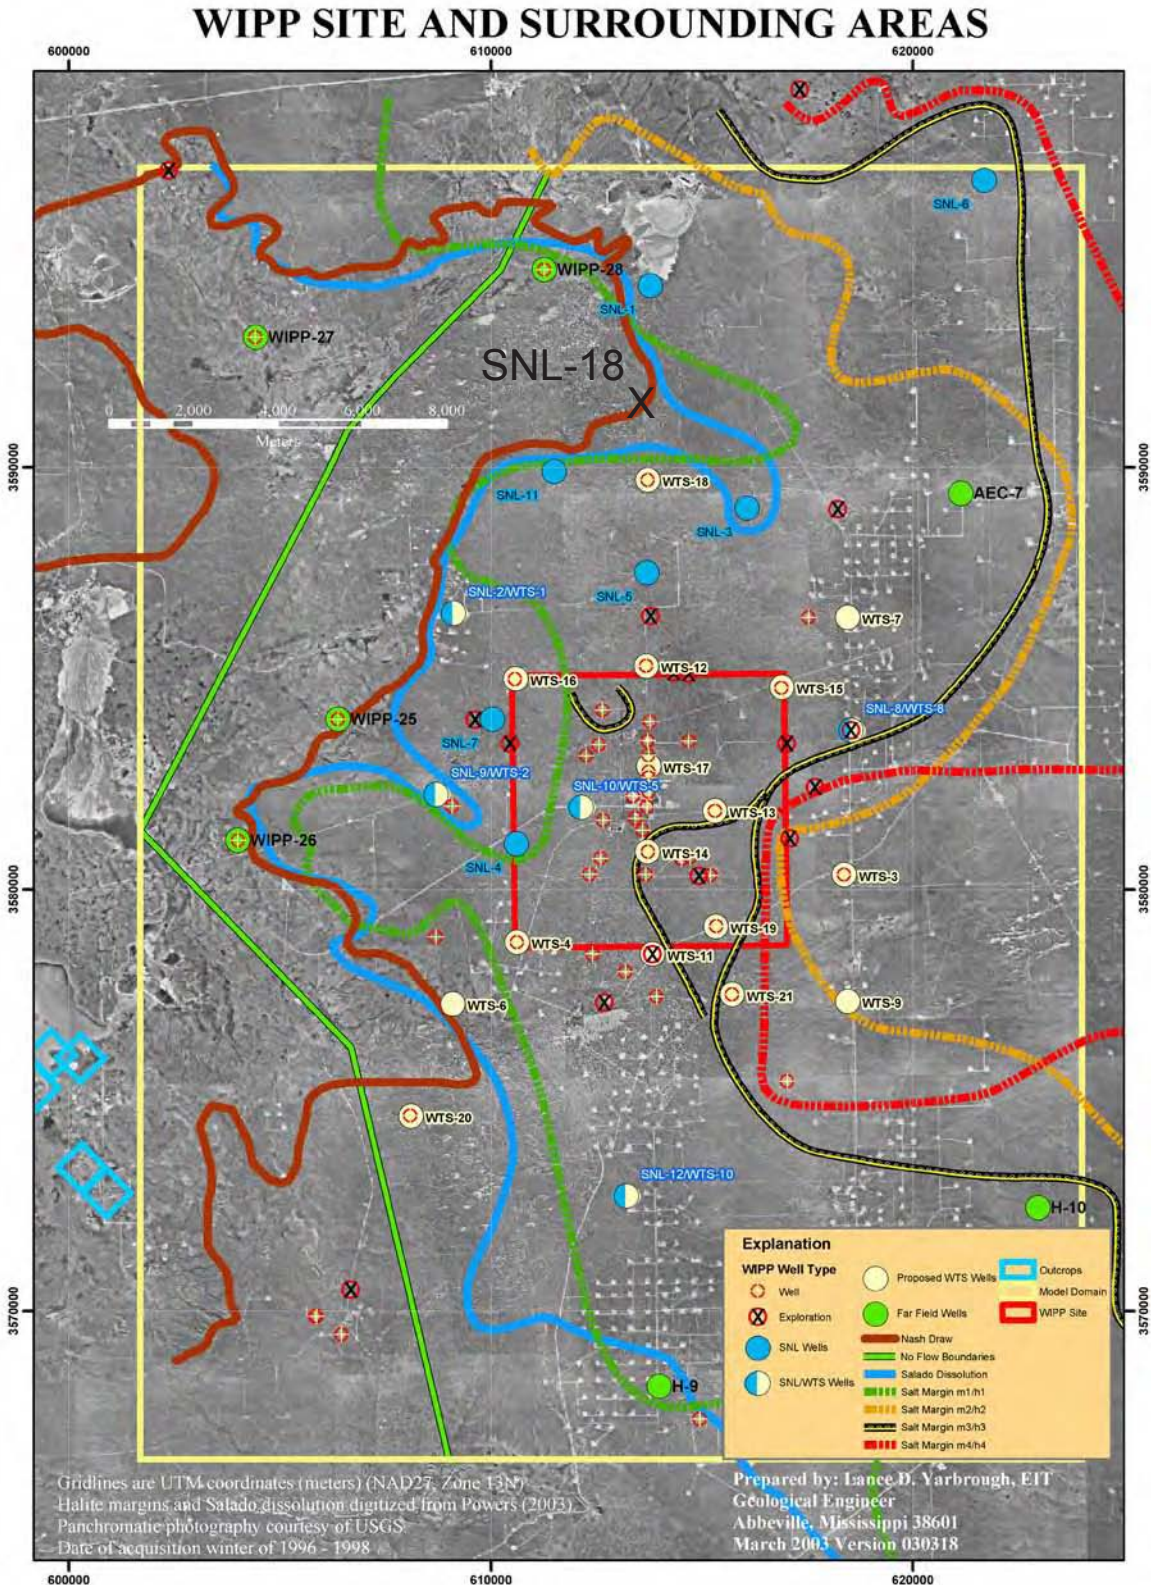 WIPP SITE AND SURROUNDING AREAS
600000 610000 620000
SNL-6
WIPP-28
SNL-1
WIPP-27
SNL-18
X
0 2,000 4,000 6,000 8,000
Meters
3590000 3590000
SNL-11
WTS-18
SNL-3
AEC-7
SNL-2/WTS-1
SNL-5
WTS-7
WTS-12
WTS-16
WTS-15
WIPP-25
SNL-7
SNL-8/WTS-8
WTS-17
SNL-9/WTS-2
SNL-10/WTS-5
WTS-13
WIPP-26
SNL-4
WTS-14
WTS-3
3580000 3580000
WTS-19
WTS-4
WTS-11
WTS-21
WTS-6
WTS-9
WTS-20
SNL-12/WTS-10
H-10
3570000 3570000
H-9
Explanation
WIPP Well Type
Well
Exploration
SNL Wells
SNL/WTS Wells
Proposed WTS Wells
Far Field Wells
Nash Draw
No Flow Boundaries
Salado Dissolution
Salt Margin m1/h1
Salt Margin m2/h2
Salt Margin m3/h3
Salt Margin m4/h4
Outcrops
Model Domain
WIPP Site
Gridlines are UTM coordinates (meters) (NAD27, Zone 13N)
Halite margins and Salado dissolution digitized from Powers (2003)
Panchromatic photography courtesy of USGS.
Date of acquisition winter of 1996 - 1998
Prepared by: Lance D. Yarbrough, EIT
Geological Engineer
Abbeville, Mississippi 38601
March 2003 Version 030318
600000 610000 620000